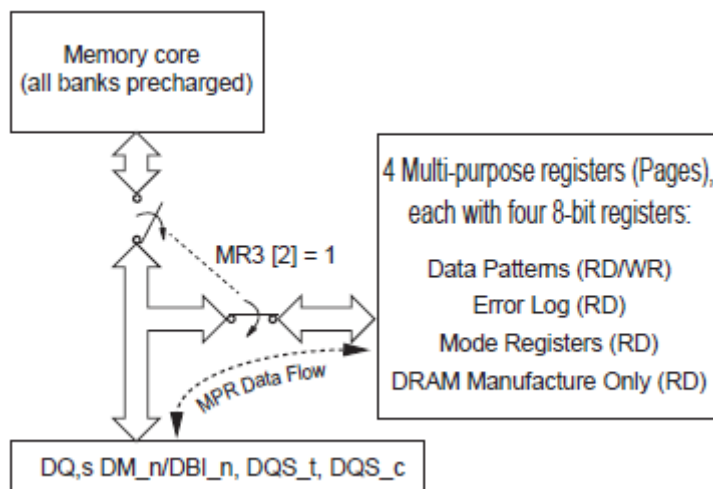 Memory core
(all banks precharged)
4 Multi-purpose registers (Pages),
each with four 8-bit registers:
Data Patterns (RD/WR)
Error Log (RD)
Mode Registers (RD)
DRAM Manufacture Only (RD)
MR3 [2] = 1
MPR Data Flow
DQ,s DM_n/DBI_n, DQS_t, DQS_c